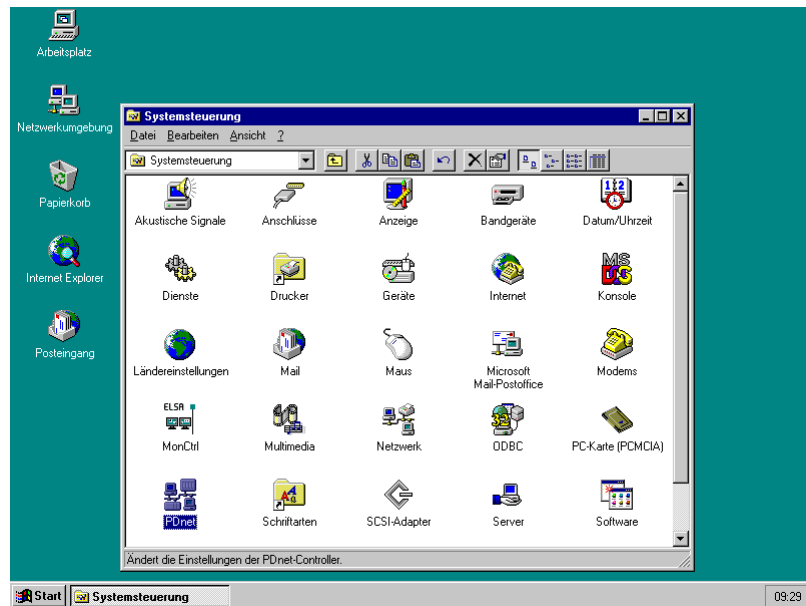 Arbeitsplatz
Netzwerkumgebung
Papierkorb
Internet Explorer
Posteingang
Systemsteuerung
Datei Bearbeiten Ansicht ?
Systemsteuerung
Akustische Signale Anschlüsse Anzeige Bandgeräte Datum/Uhrzeit
Dienste Drucker Geräte Internet Konsole
Ländereinstellungen Mail Maus Microsoft Mail-Postoffice Modems
MonCtrl Multimedia Netzwerk ODBC PC-Karte (PCMCIA)
PDnet Schriftarten SCSI-Adapter Server Software
Ändert die Einstellungen der PDnet-Controller.
Start Systemsteuerung 09:29